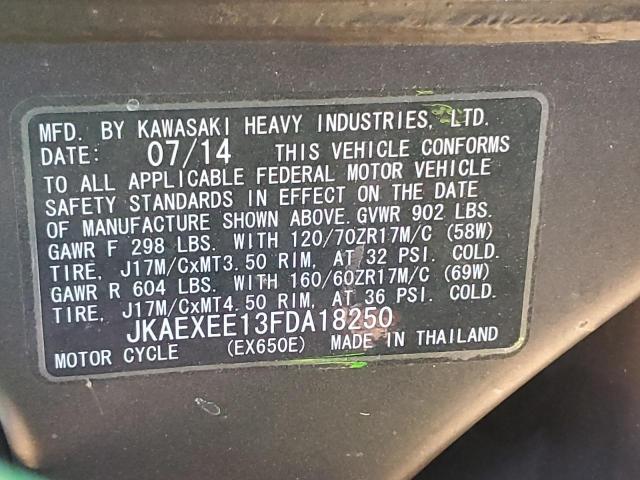 MFD. BY KAWASAKI HEAVY INDUSTRIES, LTD.
DATE: 07/14 THIS VEHICLE CONFORMS
TO ALL APPLICABLE FEDERAL MOTOR VEHICLE
SAFETY STANDARDS IN EFFECT ON THE DATE
OF MANUFACTURE SHOWN ABOVE. GVWR 902 LBS.
GAWR F 298 LBS. WITH 120/70ZR17M/C (58W)
TIRE, J17M/CxMT3.50 RIM, AT 32 PSI. COLD.
GAWR R 604 LBS. WITH 160/60ZR17M/C (69W)
TIRE, J17M/CxMT4.50 RIM, AT 36 PSI. COLD.
JKAEXEE13FDA18250
MOTOR CYCLE (EX650E) MADE IN THAILAND